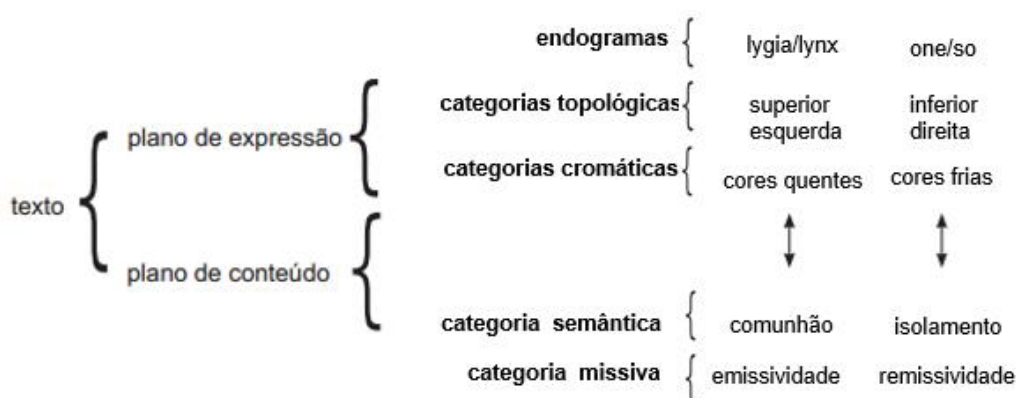 endogramas lygia/lynx one/so
categorias topológicas superior esquerda inferior direita
plano de expressão
categorias cromáticas cores quentes cores frias
texto
plano de conteúdo
categoria semântica comunhão isolamento
categoria missiva emissividade remissividade